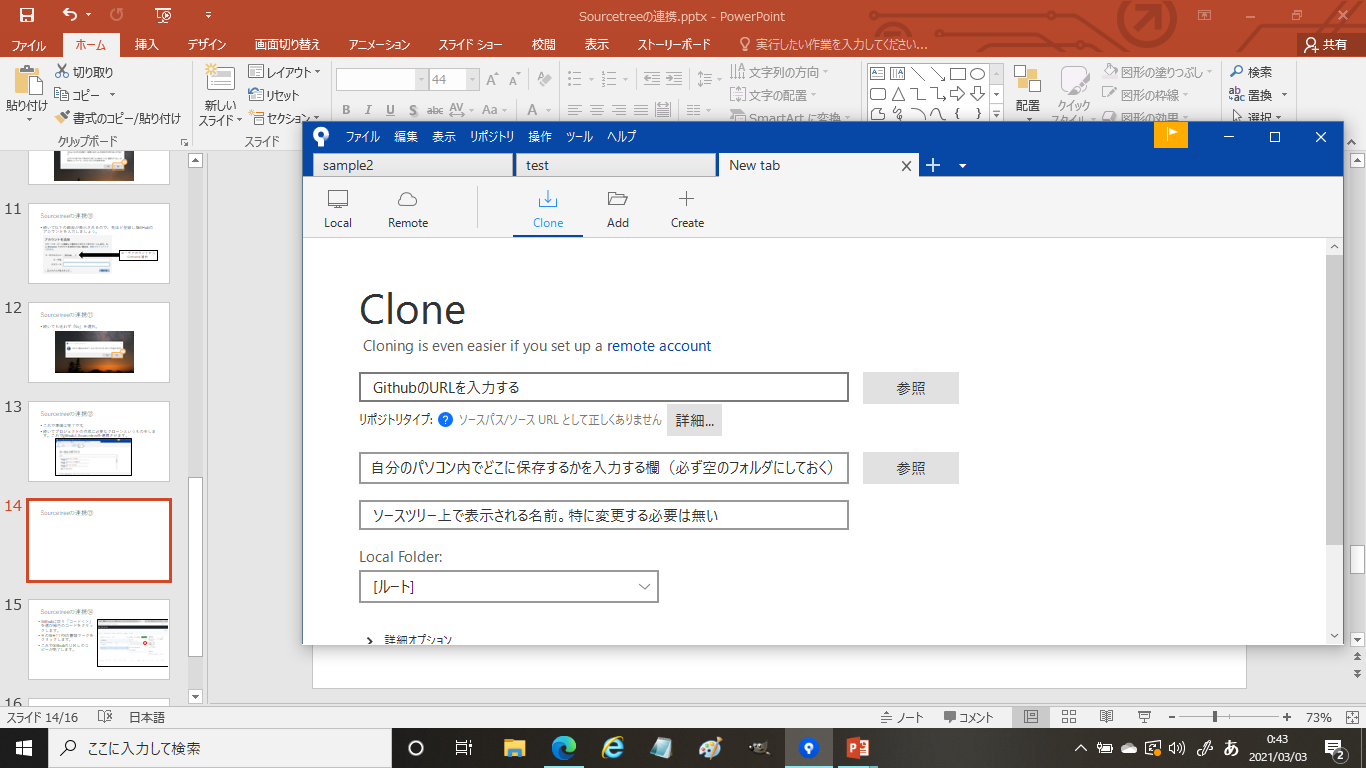 Sourcetreeの連携.pptx - PowerPoint
ファイル ホーム 挿入 デザイン 画面切り替え アニメーション スライド ショー 校閲 表示 ストーリーボード 実行したい作業を入力してください... 共有
貼り付け 切り取り コピー 書式のコピー/貼り付け
クリップボード
新しい スライド レイアウト リセット セクション
スライド
44
B I U S abc AV Aa A
文字列の方向
文字の配置
SmartArt に変換
配置 クイック スタイル
図形の塗りつぶし
図形の枠線
図形の効果
検索
置換
選択
ファイル 編集 表示 リポジトリ 操作 ツール ヘルプ
sample2 test New tab
Local Remote Clone Add Create
Clone
Cloning is even easier if you set up a remote account
GithubのURLを入力する 参照
リポジトリタイプ: ? ソースパス/ソース URL として正しくありません 詳細...
自分のパソコン内でどこに保存するかを入力する欄（必ず空のフォルダにしておく） 参照
ソースツリー上で表示される名前。特に変更する必要は無い
Local Folder:
[ルート]
詳細オプション
11
12
13
14
15
16
スライド 14/16 日本語 ノート コメント 73%
ここに入力して検索
あ 0:43
2021/03/03
2